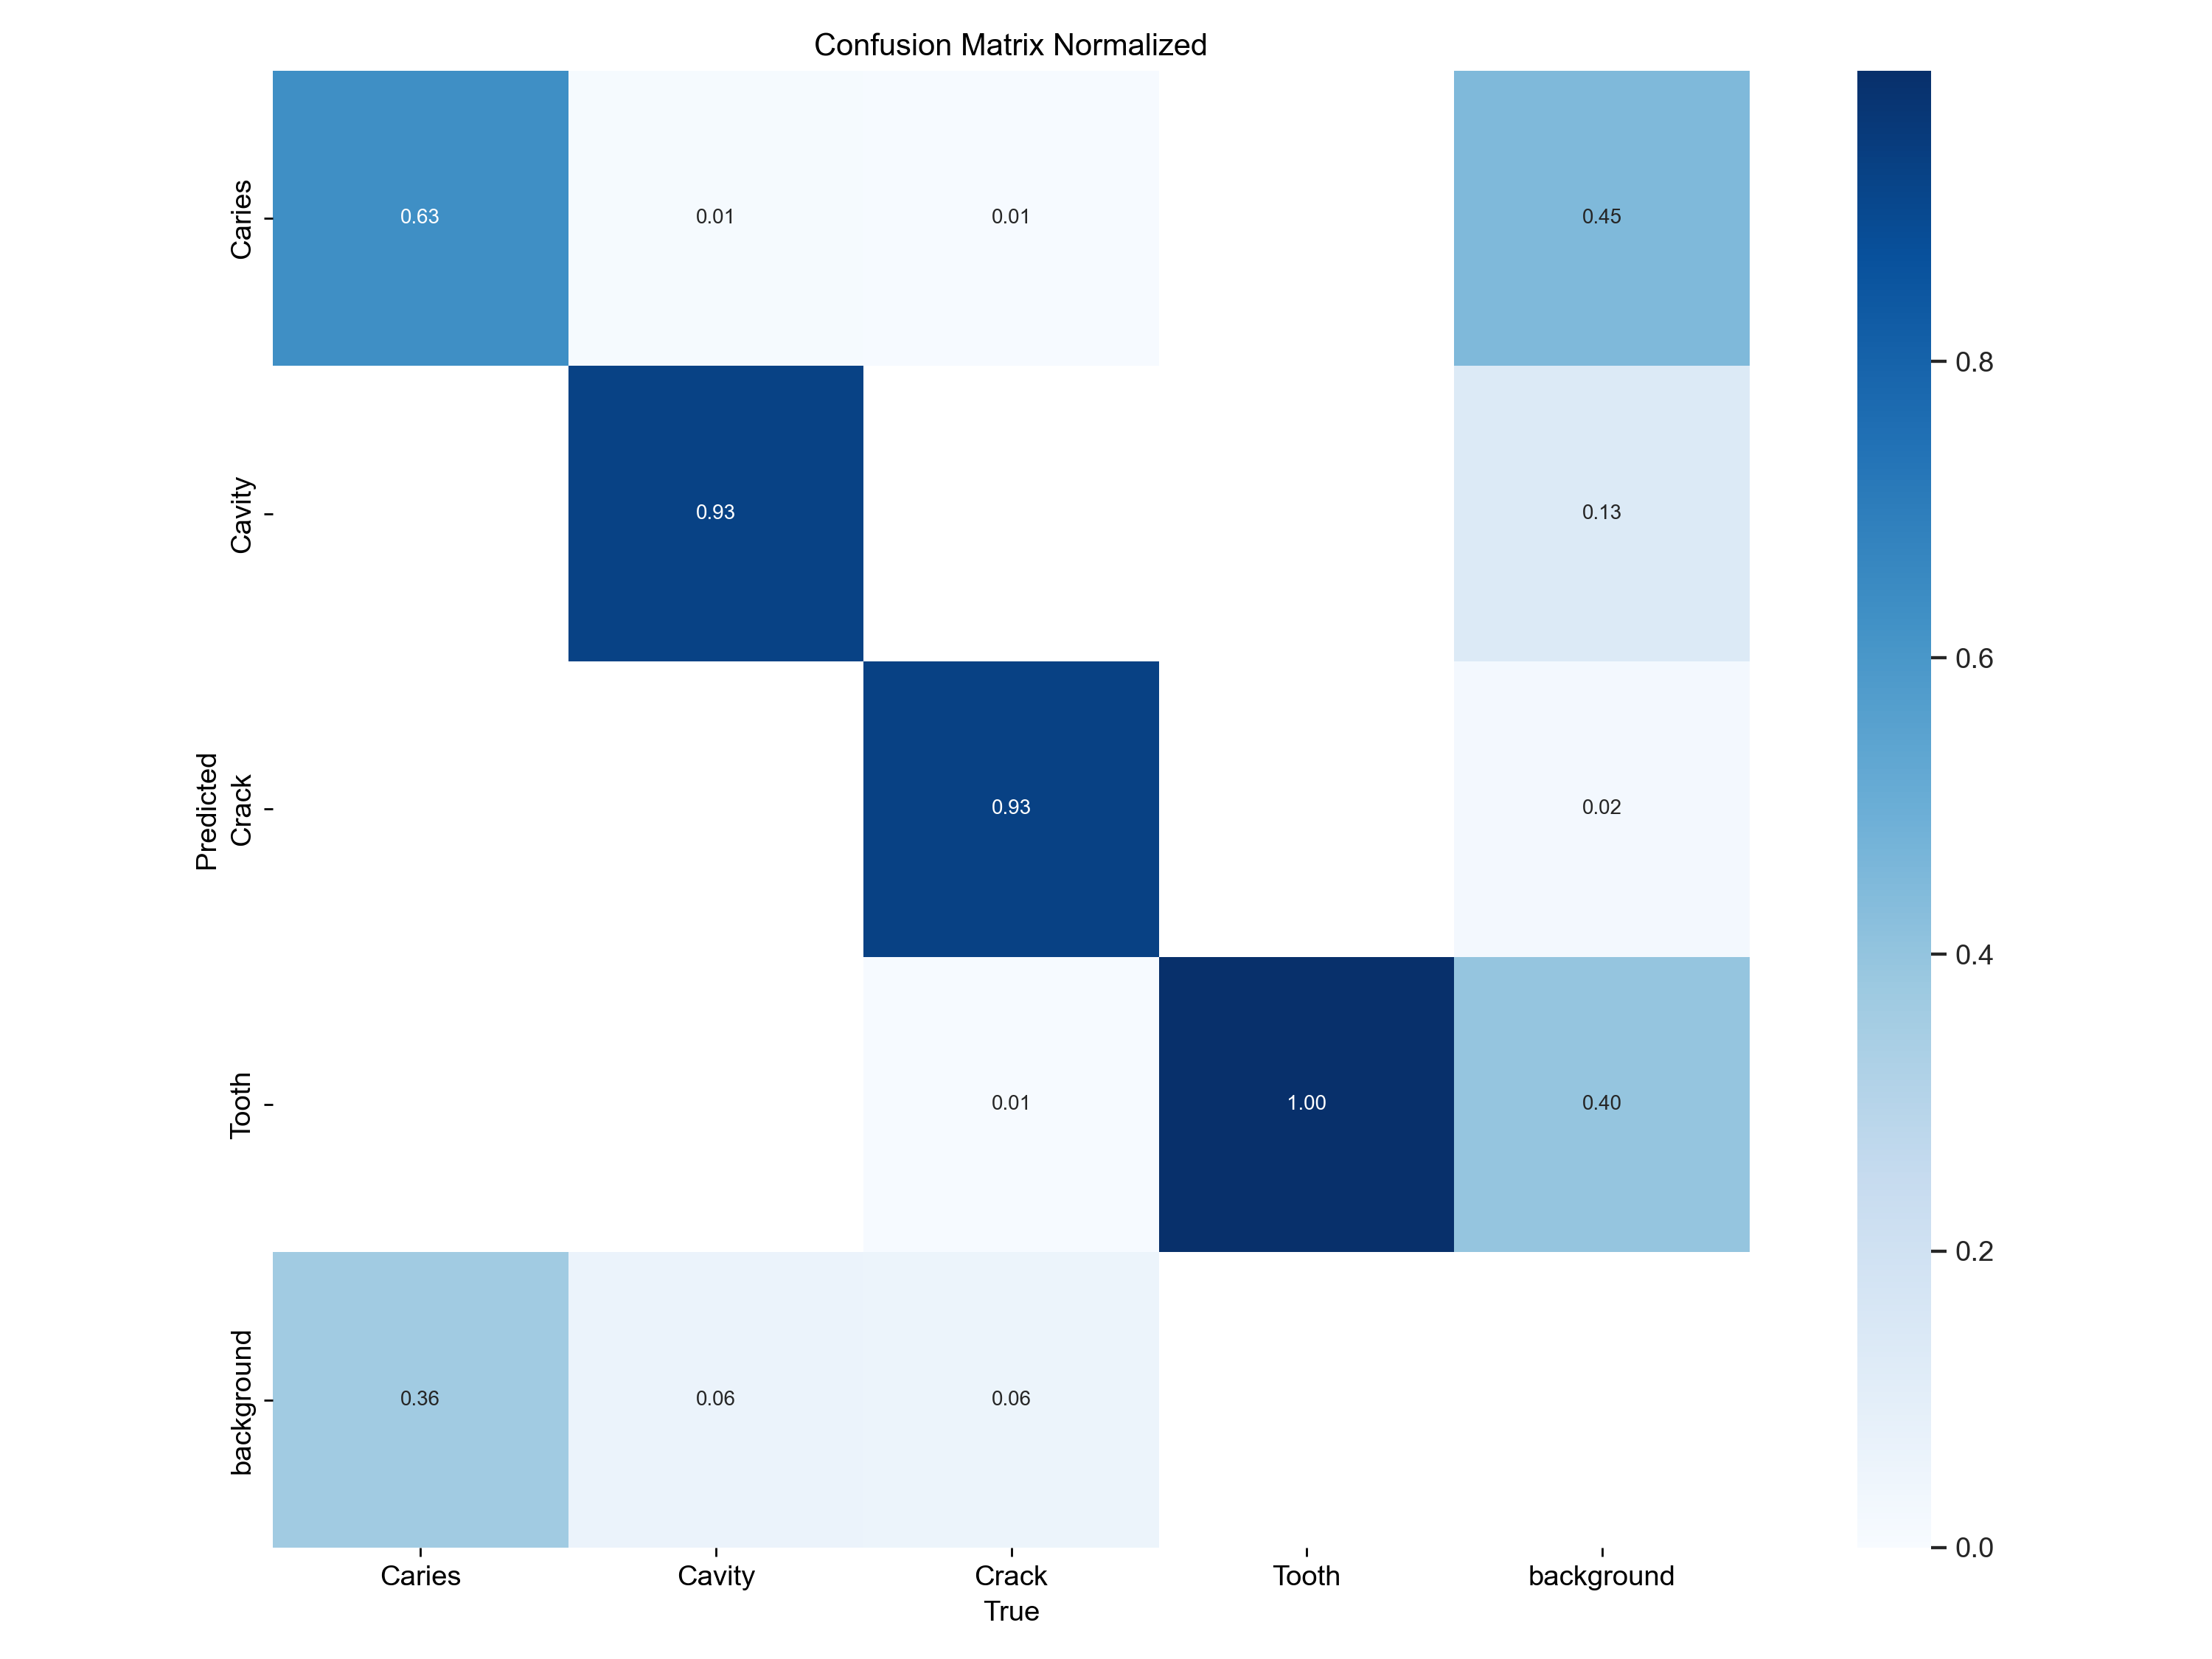 Confusion Matrix Normalized
Predicted
Caries
0.63
0.01
0.01
0.45
Cavity
0.93
0.13
Crack
0.93
0.02
Tooth
0.01
1.00
0.40
background
0.36
0.06
0.06
Caries
Cavity
Crack
Tooth
background
True
0.8
0.6
0.4
0.2
0.0